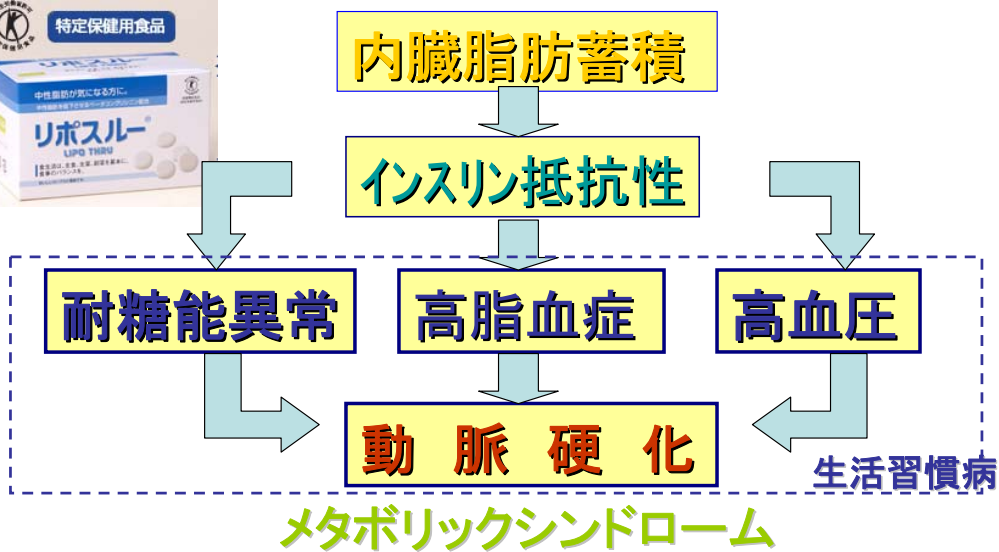 特定保健用食品
中性脂肪が気になる方に。
リポスルー
LIPO THRU
内臓脂肪蓄積
インスリン抵抗性
耐糖能異常
高脂血症
高血圧
動 脈 硬 化
生活習慣病
メタボリックシンドローム